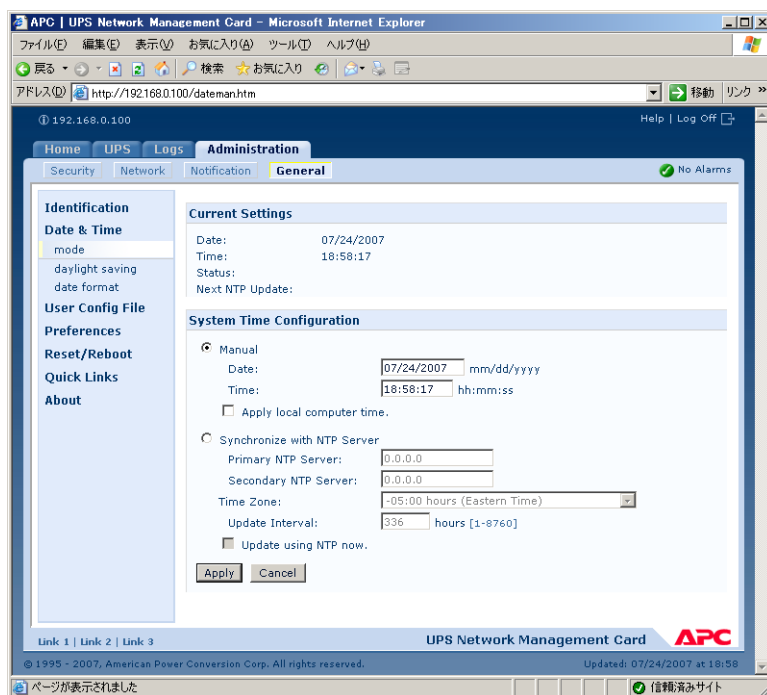 APC | UPS Network Management Card - Microsoft Internet Explorer
ファイル(F) 編集(E) 表示(V) お気に入り(A) ツール(T) ヘルプ(H)
戻る 検索 お気に入り
アドレス(D) http://192.168.0.100/dateman.htm 移動 リンク »
192.168.0.100 Help | Log Off
Home UPS Logs Administration
Security Network Notification General No Alarms
Identification
Date & Time
mode
daylight saving
date format
User Config File
Preferences
Reset/Reboot
Quick Links
About
Current Settings
Date: 07/24/2007
Time: 18:58:17
Status:
Next NTP Update:
System Time Configuration
Manual
Date: 07/24/2007 mm/dd/yyyy
Time: 18:58:17 hh:mm:ss
Apply local computer time.
Synchronize with NTP Server
Primary NTP Server: 0.0.0.0
Secondary NTP Server: 0.0.0.0
Time Zone: -05:00 hours (Eastern Time)
Update Interval: 336 hours [1-8760]
Update using NTP now.
Apply Cancel
Link 1 | Link 2 | Link 3 UPS Network Management Card APC
© 1995 - 2007, American Power Conversion Corp. All rights reserved. Updated: 07/24/2007 at 18:58
ページが表示されました 信頼済みサイト